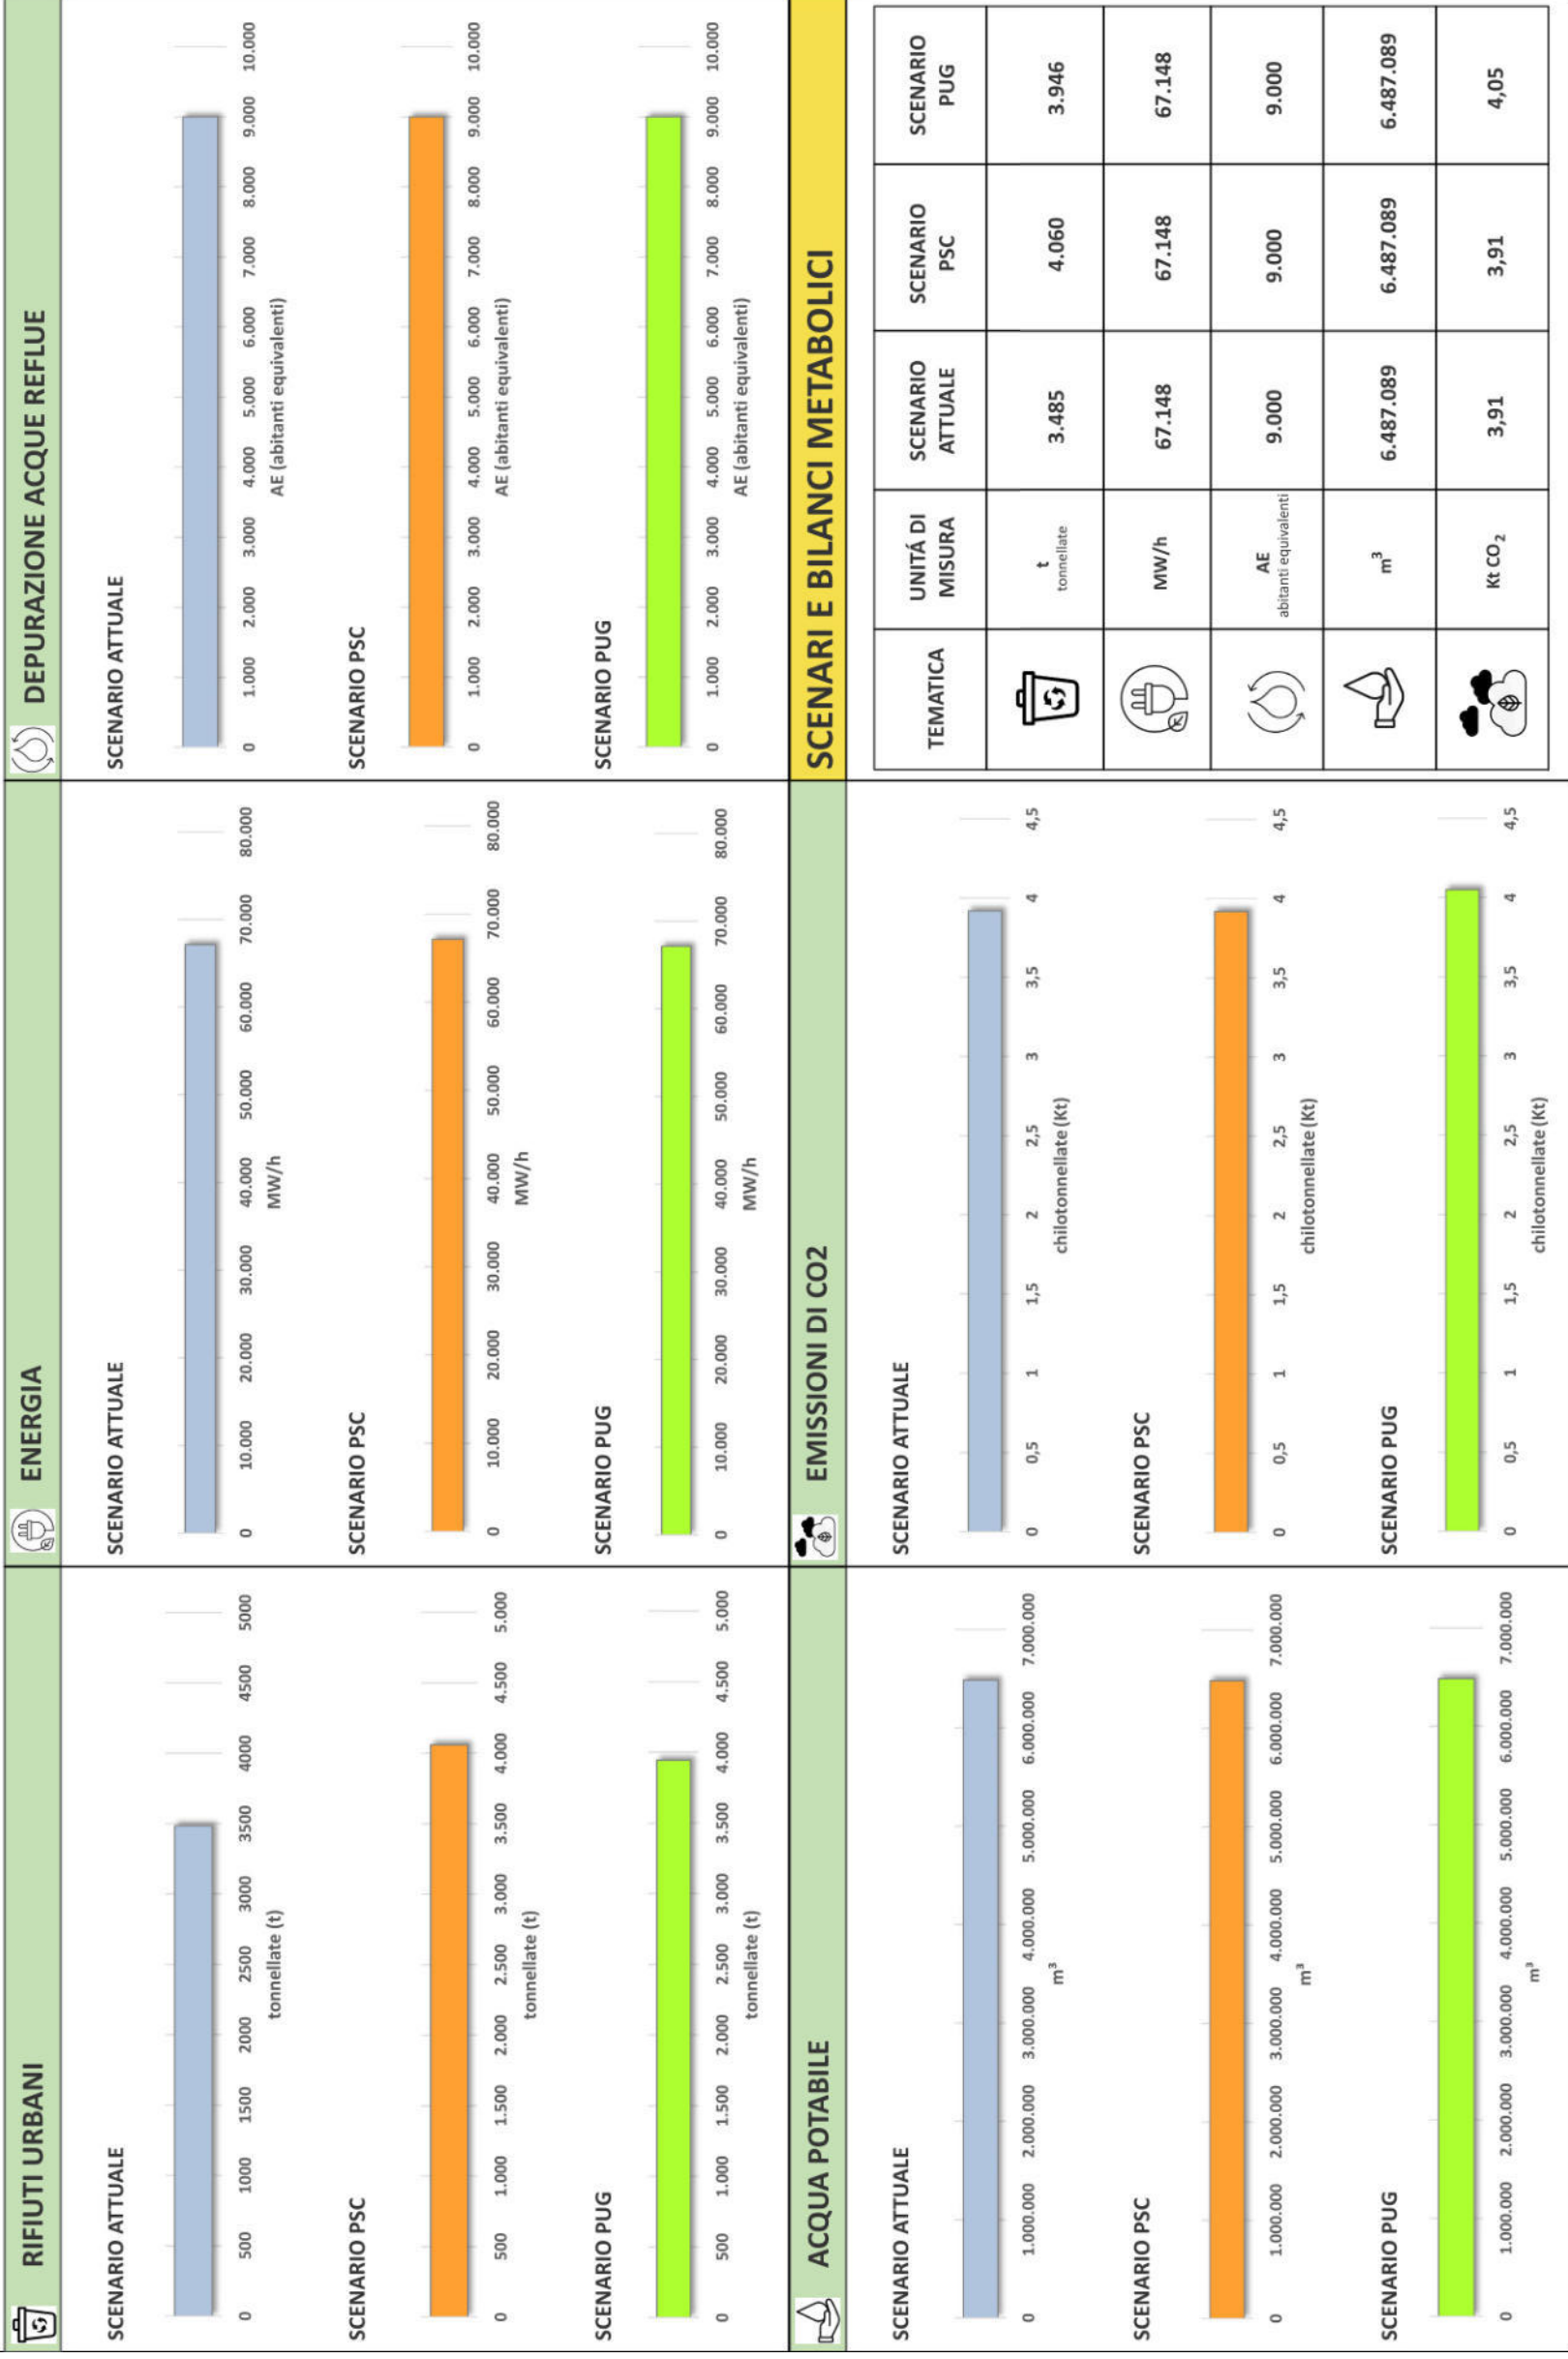 RIFIUTI URBANI
SCENARIO ATTUALE
0 500 1000 1500 2000 2500 3000 3500 4000 4500 5000
tonnellate (t)
SCENARIO PSC
0 500 1.000 1.500 2.000 2.500 3.000 3.500 4.000 4.500 5.000
tonnellate (t)
SCENARIO PUG
0 500 1.000 1.500 2.000 2.500 3.000 3.500 4.000 4.500 5.000
tonnellate (t)
ENERGIA
SCENARIO ATTUALE
0 10.000 20.000 30.000 40.000 50.000 60.000 70.000 80.000
MW/h
SCENARIO PSC
0 10.000 20.000 30.000 40.000 50.000 60.000 70.000 80.000
MW/h
SCENARIO PUG
0 10.000 20.000 30.000 40.000 50.000 60.000 70.000 80.000
MW/h
DEPURAZIONE ACQUE REFLUE
SCENARIO ATTUALE
0 1.000 2.000 3.000 4.000 5.000 6.000 7.000 8.000 9.000 10.000
AE (abitanti equivalenti)
SCENARIO PSC
0 1.000 2.000 3.000 4.000 5.000 6.000 7.000 8.000 9.000 10.000
AE (abitanti equivalenti)
SCENARIO PUG
0 1.000 2.000 3.000 4.000 5.000 6.000 7.000 8.000 9.000 10.000
AE (abitanti equivalenti)
ACQUA POTABILE
SCENARIO ATTUALE
0 1.000.000 2.000.000 3.000.000 4.000.000 5.000.000 6.000.000 7.000.000
m³
SCENARIO PSC
0 1.000.000 2.000.000 3.000.000 4.000.000 5.000.000 6.000.000 7.000.000
m³
SCENARIO PUG
0 1.000.000 2.000.000 3.000.000 4.000.000 5.000.000 6.000.000 7.000.000
m³
EMISSIONI DI CO2
SCENARIO ATTUALE
0 0,5 1 1,5 2 2,5 3 3,5 4 4,5
chilotonnellate (Kt)
SCENARIO PSC
0 0,5 1 1,5 2 2,5 3 3,5 4 4,5
chilotonnellate (Kt)
SCENARIO PUG
0 0,5 1 1,5 2 2,5 3 3,5 4 4,5
chilotonnellate (Kt)
SCENARI E BILANCI METABOLICI
TEMATICA UNITÁ DI MISURA SCENARIO ATTUALE SCENARIO PSC SCENARIO PUG
t tonnellate 3.485 4.060 3.946
MW/h 67.148 67.148 67.148
AE abitanti equivalenti 9.000 9.000 9.000
m³ 6.487.089 6.487.089 6.487.089
Kt CO₂ 3,91 3,91 4,05